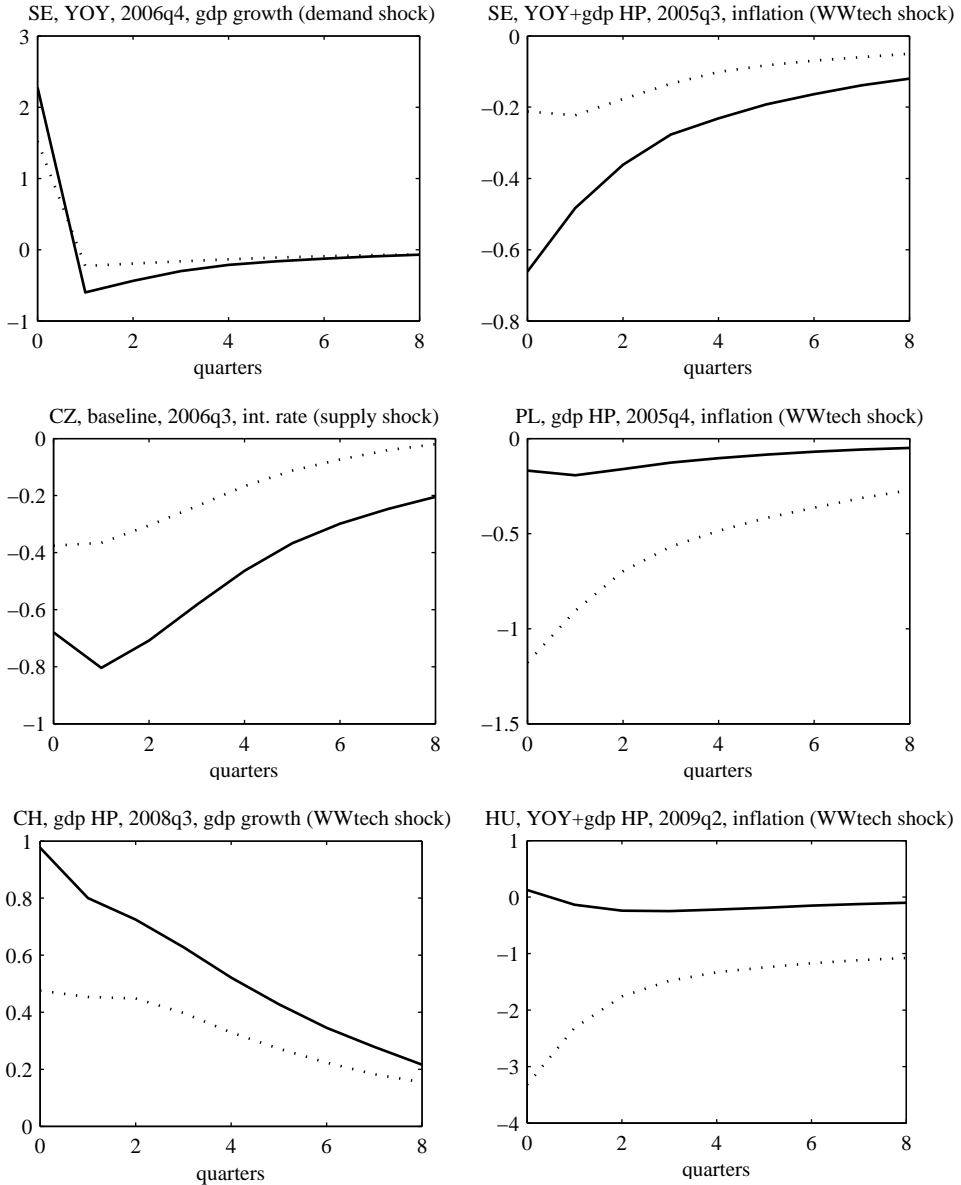 SE, YOY, 2006q4, gdp growth (demand shock)
3
2
1
0
−1
0 2 4 6 8
quarters
SE, YOY+gdp HP, 2005q3, inflation (WWtech shock)
0
−0.2
−0.4
−0.6
−0.8
0 2 4 6 8
quarters
CZ, baseline, 2006q3, int. rate (supply shock)
0
−0.2
−0.4
−0.6
−0.8
−1
0 2 4 6 8
quarters
PL, gdp HP, 2005q4, inflation (WWtech shock)
0
−0.5
−1
−1.5
0 2 4 6 8
quarters
CH, gdp HP, 2008q3, gdp growth (WWtech shock)
1
0.8
0.6
0.4
0.2
0
0 2 4 6 8
quarters
HU, YOY+gdp HP, 2009q2, inflation (WWtech shock)
1
0
−1
−2
−3
−4
0 2 4 6 8
quarters